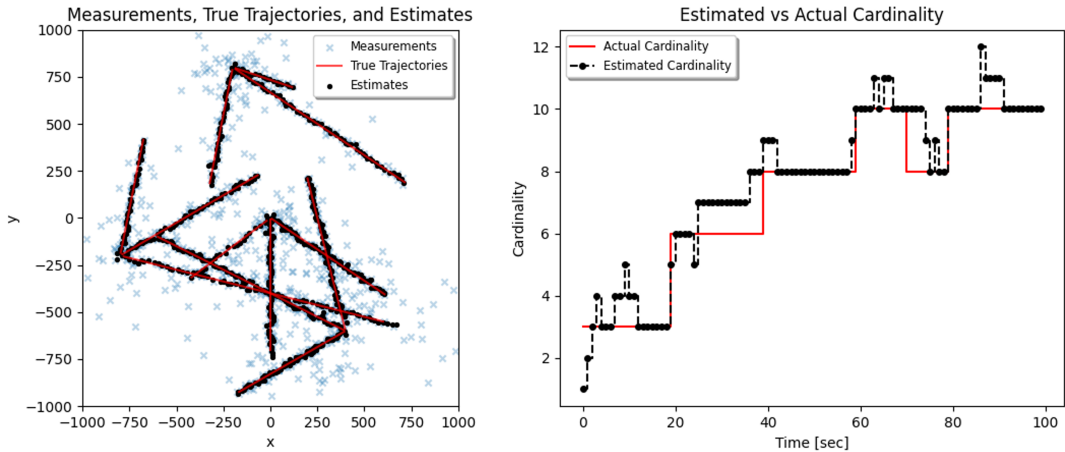 Measurements, True Trajectories, and Estimates
1000
750
500
250
0
−250
−500
−750
−1000
y
Measurements
True Trajectories
Estimates
−1000 −750 −500 −250 0 250 500 750 1000
x
Estimated vs Actual Cardinality
12
10
8
6
4
2
Cardinality
Actual Cardinality
Estimated Cardinality
0 20 40 60 80 100
Time [sec]